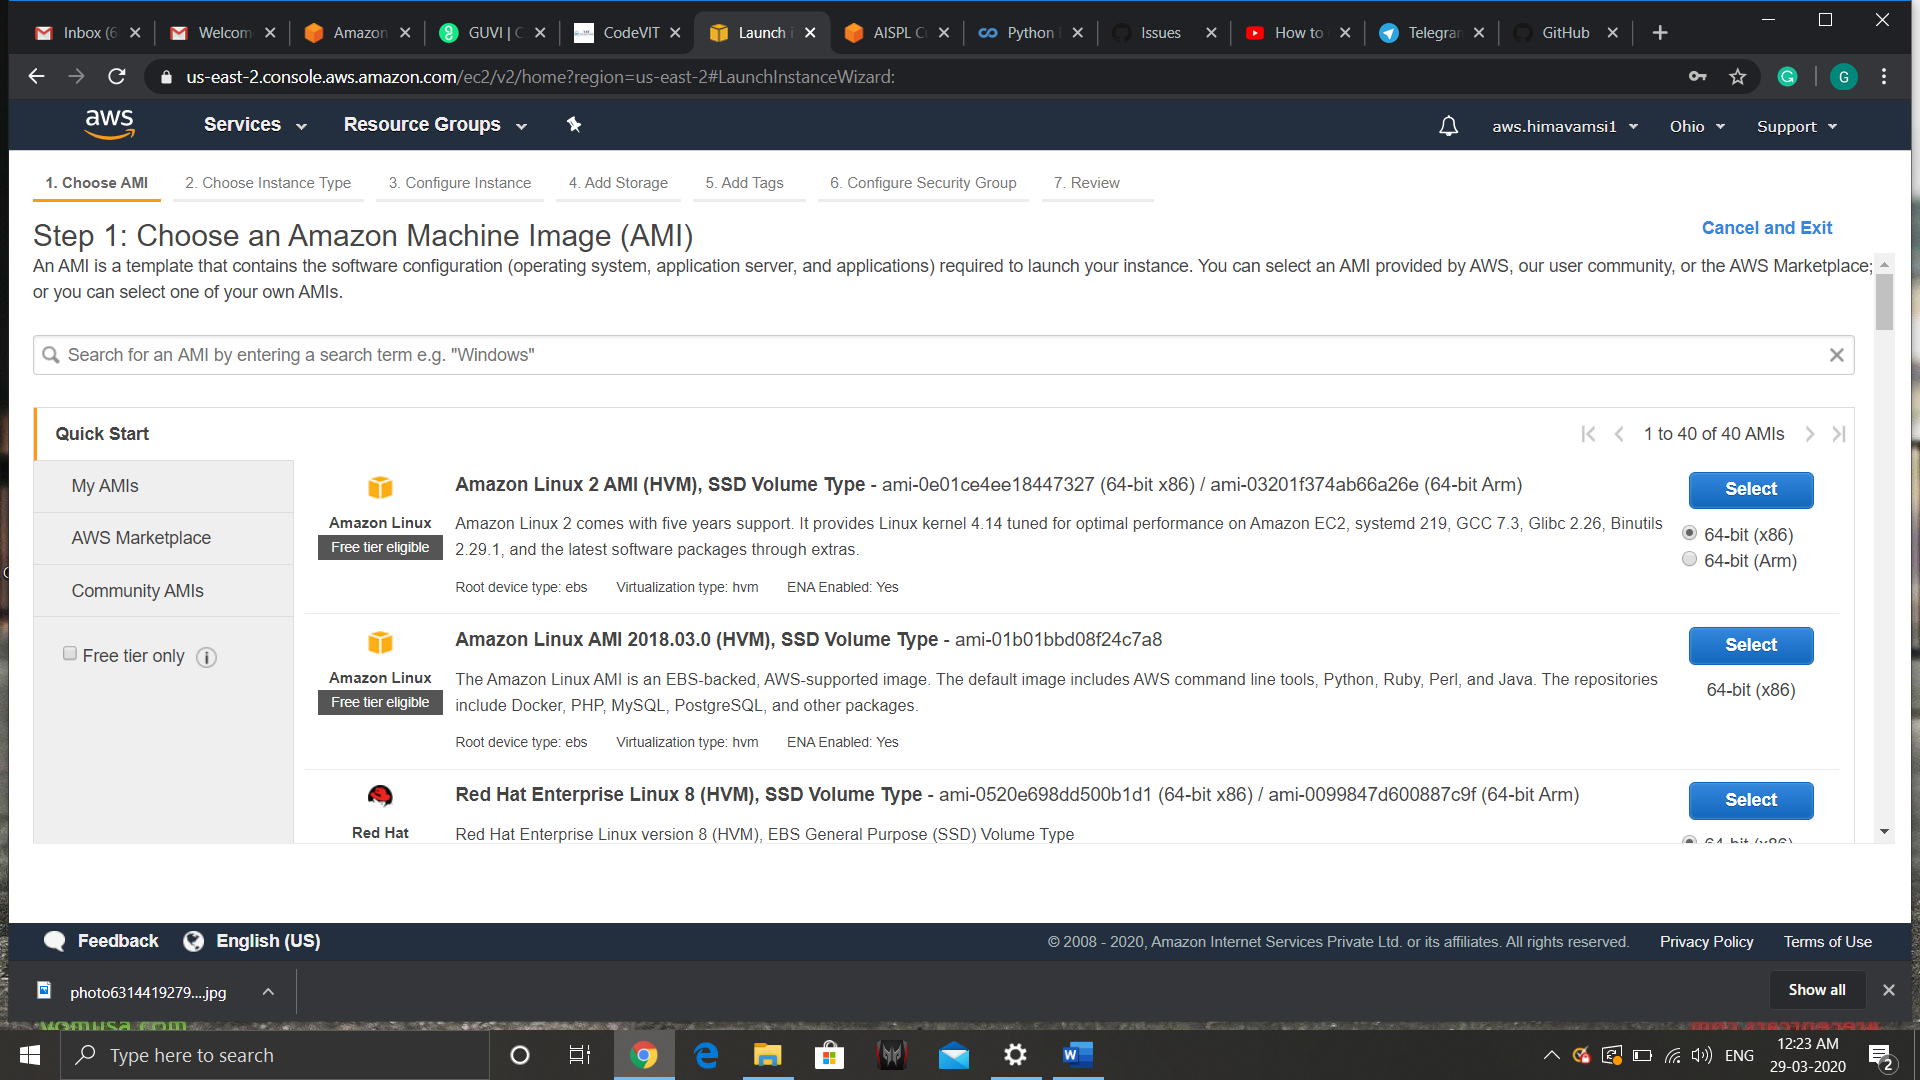 Inbox (6
Welcom
Amazon
GUVI | C
CodeVIT
Launch i
AISPL C
Python
Issues
How to
Telegran
GitHub
us-east-2.console.aws.amazon.com/ec2/v2/home?region=us-east-2#LaunchInstanceWizard:
G
aws
Services
Resource Groups
aws.himavamsi1
Ohio
Support
1. Choose AMI
2. Choose Instance Type
3. Configure Instance
4. Add Storage
5. Add Tags
6. Configure Security Group
7. Review
Step 1: Choose an Amazon Machine Image (AMI)
Cancel and Exit
An AMI is a template that contains the software configuration (operating system, application server, and applications) required to launch your instance. You can select an AMI provided by AWS, our user community, or the AWS Marketplace;
or you can select one of your own AMIs.
Search for an AMI by entering a search term e.g. "Windows"
Quick Start
1 to 40 of 40 AMIs
My AMIs
AWS Marketplace
Community AMIs
Free tier only
Amazon Linux
Free tier eligible
Amazon Linux 2 AMI (HVM), SSD Volume Type - ami-0e01ce4ee18447327 (64-bit x86) / ami-03201f374ab66a26e (64-bit Arm)
Amazon Linux 2 comes with five years support. It provides Linux kernel 4.14 tuned for optimal performance on Amazon EC2, systemd 219, GCC 7.3, Glibc 2.26, Binutils
2.29.1, and the latest software packages through extras.
Root device type: ebs Virtualization type: hvm ENA Enabled: Yes
Select
64-bit (x86)
64-bit (Arm)
Amazon Linux
Free tier eligible
Amazon Linux AMI 2018.03.0 (HVM), SSD Volume Type - ami-01b01bbd08f24c7a8
The Amazon Linux AMI is an EBS-backed, AWS-supported image. The default image includes AWS command line tools, Python, Ruby, Perl, and Java. The repositories
include Docker, PHP, MySQL, PostgreSQL, and other packages.
Root device type: ebs Virtualization type: hvm ENA Enabled: Yes
Select
64-bit (x86)
Red Hat
Red Hat Enterprise Linux 8 (HVM), SSD Volume Type - ami-0520e698dd500b1d1 (64-bit x86) / ami-0099847d600887c9f (64-bit Arm)
Red Hat Enterprise Linux version 8 (HVM), EBS General Purpose (SSD) Volume Type
Select
64-bit (x86)
Feedback
English (US)
© 2008 - 2020, Amazon Internet Services Private Ltd. or its affiliates. All rights reserved.
Privacy Policy
Terms of Use
photo6314419279....jpg
Show all
Type here to search
ENG
12:23 AM
29-03-2020
2